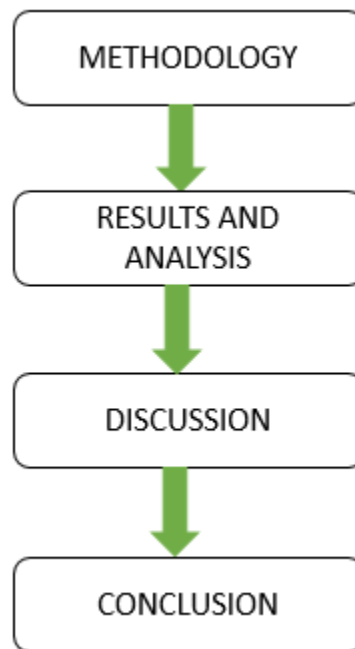 METHODOLOGY
RESULTS AND
ANALYSIS
DISCUSSION
CONCLUSION